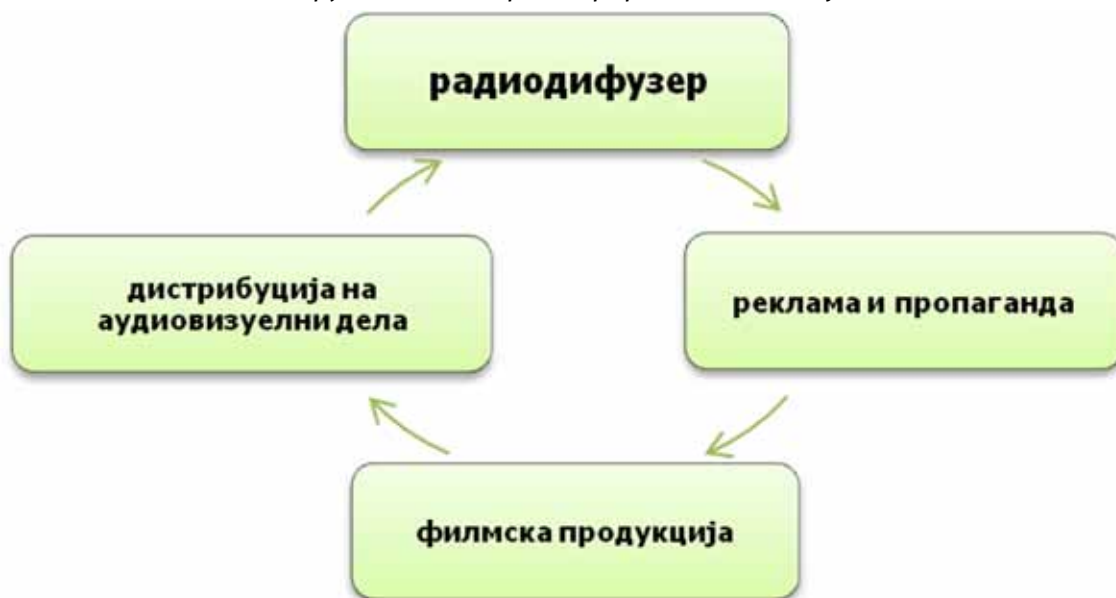 радиодифузер
дистрибуција на
аудиовизуелни дела
реклама и пропаганда
филмска продукција